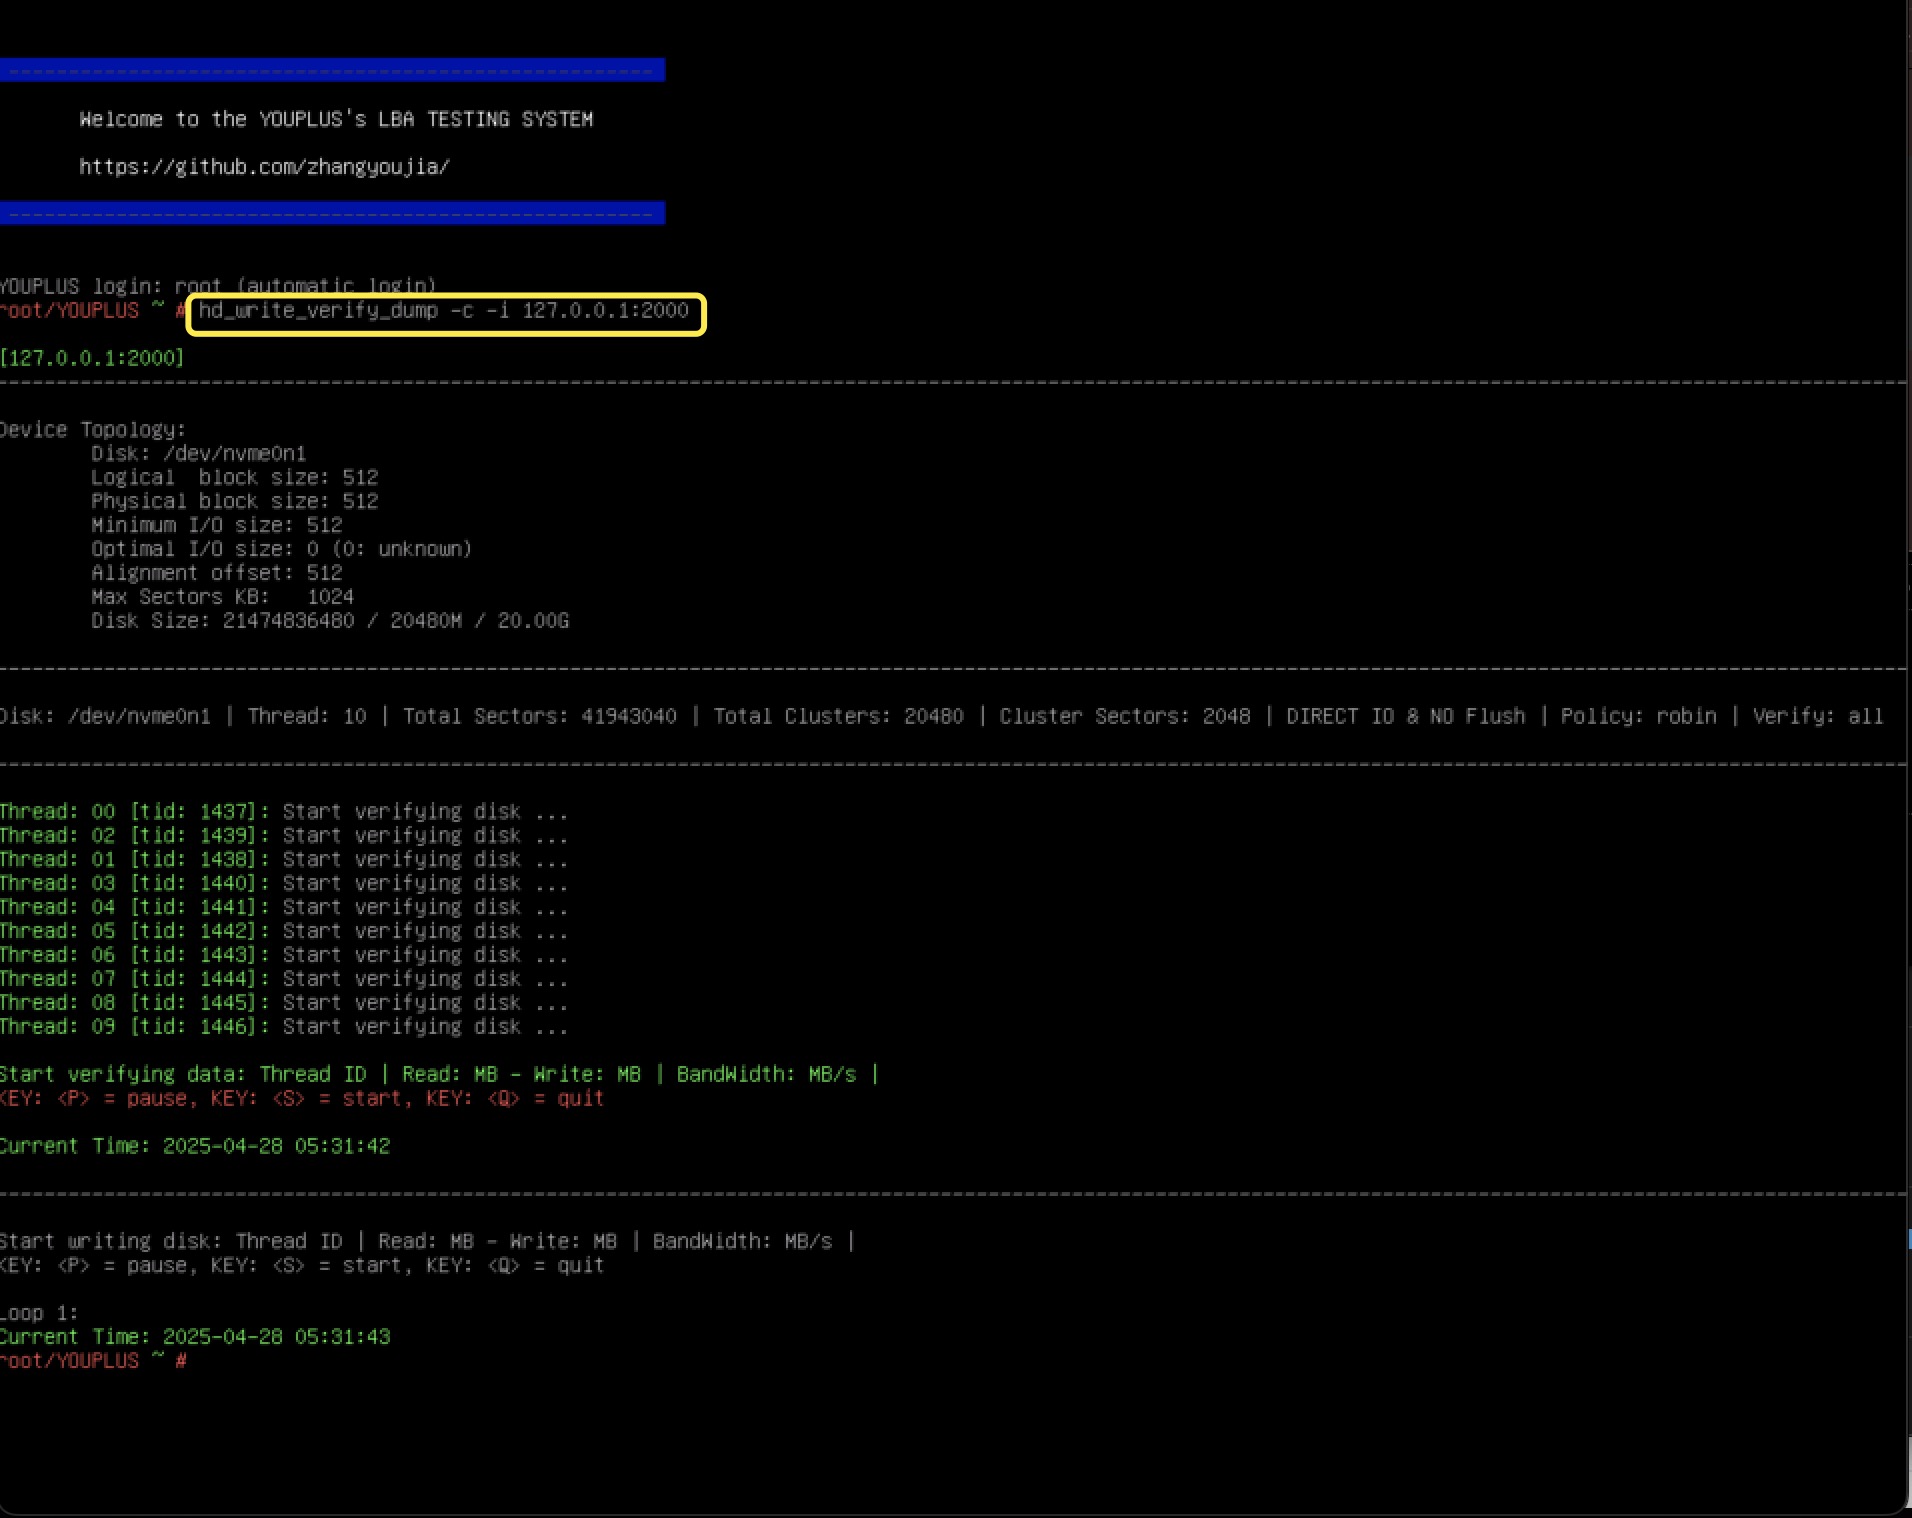 -------------------------------------------------------
Welcome to the YOUPLUS's LBA TESTING SYSTEM
https://github.com/zhangyoujia/
-------------------------------------------------------
YOUPLUS login: root (automatic login)
root/YOUPLUS ~ # hd_write_verify_dump -c -i 127.0.0.1:2000
[127.0.0.1:2000]
Device Topology:
Disk: /dev/nvme0n1
Logical  block size: 512
Physical block size: 512
Minimum I/O size: 512
Optimal I/O size: 0 (0: unknown)
Alignment offset: 512
Max Sectors KB:   1024
Disk Size: 21474836480 / 20480M / 20.00G
Disk: /dev/nvme0n1 | Thread: 10 | Total Sectors: 41943040 | Total Clusters: 20480 | Cluster Sectors: 2048 | DIRECT IO & NO Flush | Policy: robin | Verify: all
Thread: 00 [tid: 1437]: Start verifying disk ...
Thread: 02 [tid: 1439]: Start verifying disk ...
Thread: 01 [tid: 1438]: Start verifying disk ...
Thread: 03 [tid: 1440]: Start verifying disk ...
Thread: 04 [tid: 1441]: Start verifying disk ...
Thread: 05 [tid: 1442]: Start verifying disk ...
Thread: 06 [tid: 1443]: Start verifying disk ...
Thread: 07 [tid: 1444]: Start verifying disk ...
Thread: 08 [tid: 1445]: Start verifying disk ...
Thread: 09 [tid: 1446]: Start verifying disk ...
Start verifying data: Thread ID | Read: MB - Write: MB | BandWidth: MB/s |
KEY: <P> = pause, KEY: <S> = start, KEY: <Q> = quit
Current Time: 2025-04-28 05:31:42
Start writing disk: Thread ID | Read: MB - Write: MB | BandWidth: MB/s |
KEY: <P> = pause, KEY: <S> = start, KEY: <Q> = quit
Loop 1:
Current Time: 2025-04-28 05:31:43
root/YOUPLUS ~ #